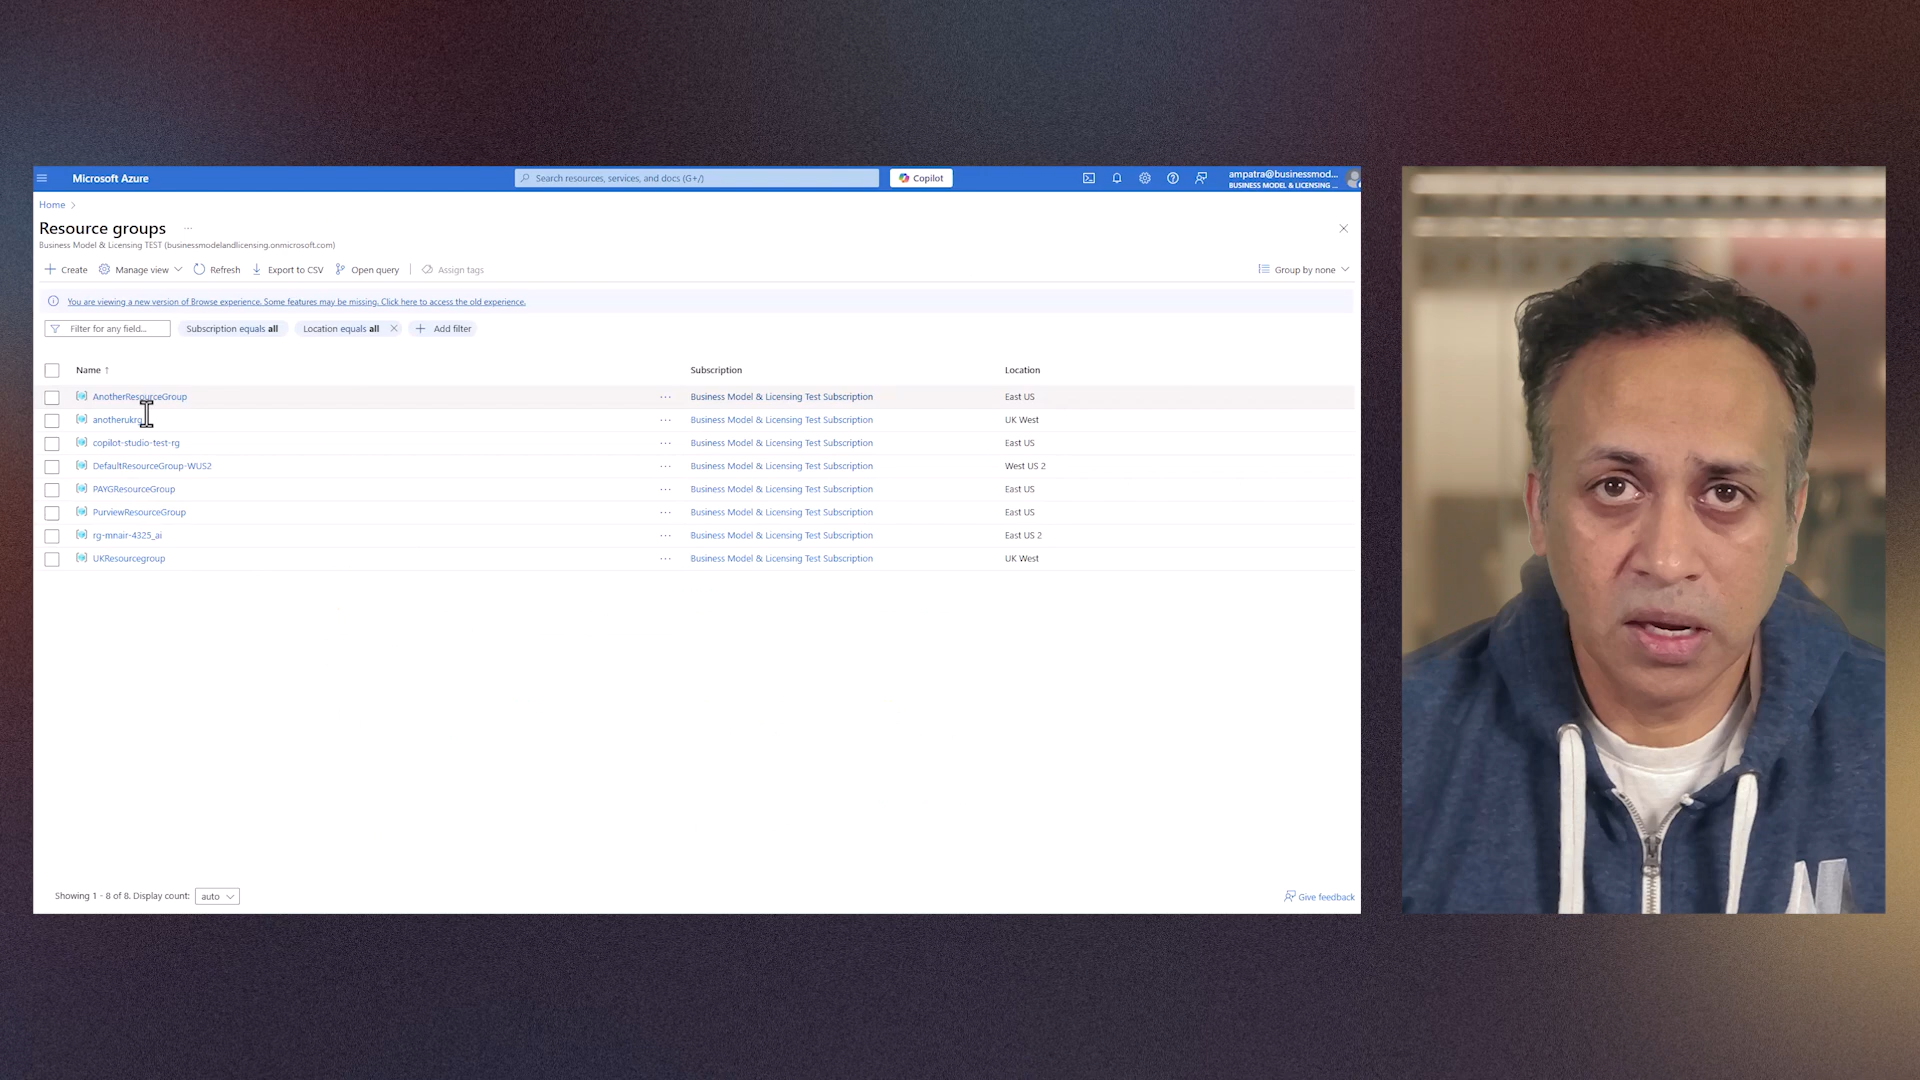 Microsoft Azure
Search resources, services, and docs (G+/)
Copilot
ampatra@businessmod...
BUSINESS MODEL & LICENSING ...
Home
Resource groups ...
Business Model & Licensing TEST (businessmodelandlicensing.onmicrosoft.com)
Create Manage view Refresh Export to CSV Open query Assign tags Group by none
You are viewing a new version of Browse experience. Some features may be missing. Click here to access the old experience.
Filter for any field... Subscription equals all Location equals all Add filter
Name ↑ Subscription Location
AnotherResourceGroup ... Business Model & Licensing Test Subscription East US
anotherukrg ... Business Model & Licensing Test Subscription UK West
copilot-studio-test-rg ... Business Model & Licensing Test Subscription East US
DefaultResourceGroup-WUS2 ... Business Model & Licensing Test Subscription West US 2
PAYGResourceGroup ... Business Model & Licensing Test Subscription East US
PurviewResourceGroup ... Business Model & Licensing Test Subscription East US
rg-mnair-4325_ai ... Business Model & Licensing Test Subscription East US 2
UKResourcegroup ... Business Model & Licensing Test Subscription UK West
Showing 1 - 8 of 8. Display count: auto
Give feedback